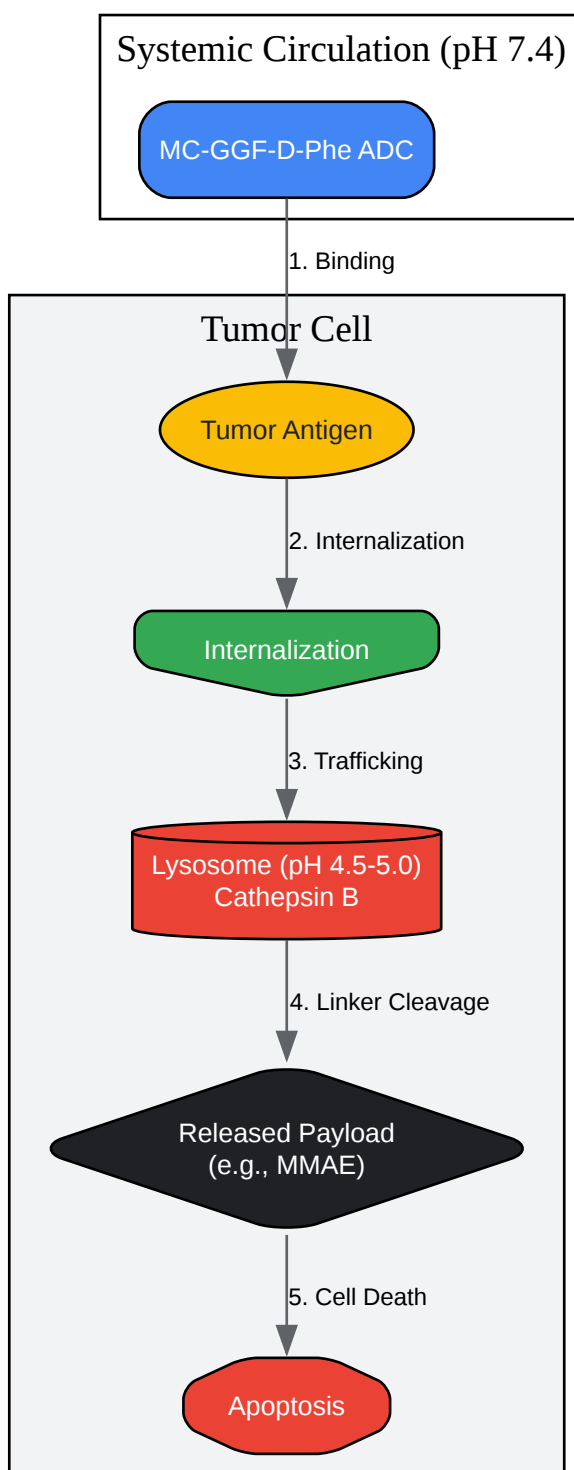 Systemic Circulation (pH 7.4)
MC-GGF-D-Phe ADC
1. Binding
Tumor Cell
Tumor Antigen
2. Internalization
Internalization
3. Trafficking
Lysosome (pH 4.5-5.0)
Cathepsin B
4. Linker Cleavage
Released Payload
(e.g., MMAE)
5. Cell Death
Apoptosis